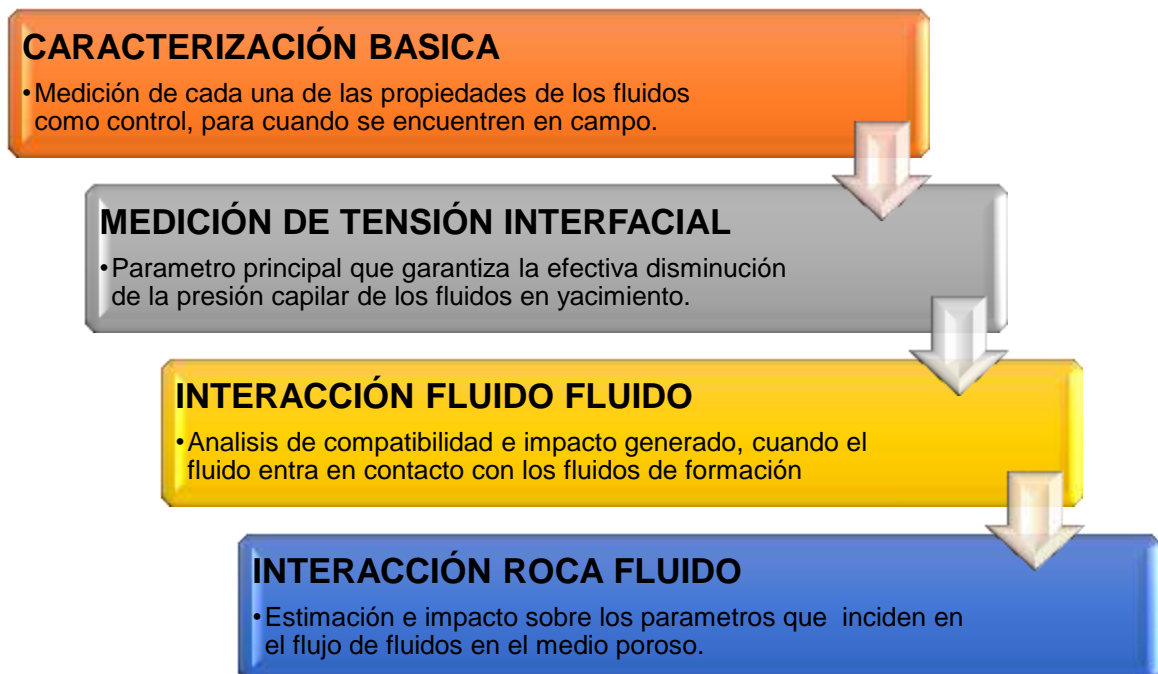 CARACTERIZACIÓN BASICA
•Medición de cada una de las propiedades de los fluidos
como control, para cuando se encuentren en campo.
MEDICIÓN DE TENSIÓN INTERFACIAL
•Parametro principal que garantiza la efectiva disminución
de la presión capilar de los fluidos en yacimiento.
INTERACCIÓN FLUIDO FLUIDO
•Analisis de compatibilidad e impacto generado, cuando el
fluido entra en contacto con los fluidos de formación
INTERACCIÓN ROCA FLUIDO
•Estimación e impacto sobre los parametros que inciden en
el flujo de fluidos en el medio poroso.